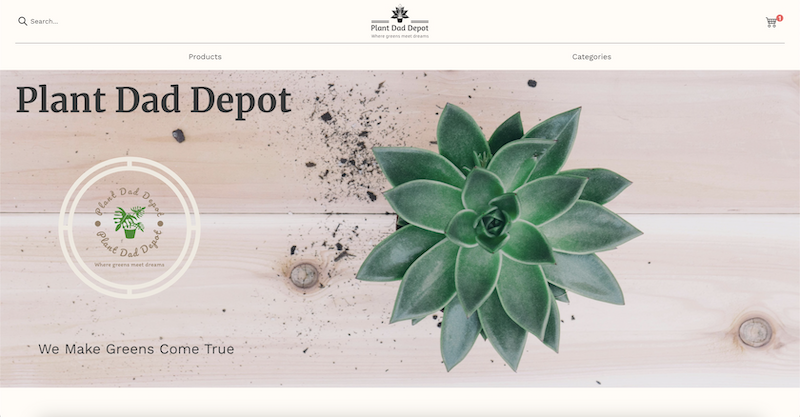 Search...
Plant Dad Depot
Where greens meet dreams
1
Products
Categories
Plant Dad Depot
Plant Dad Depot
Plant Dad Depot
Where greens meet dreams
We Make Greens Come True